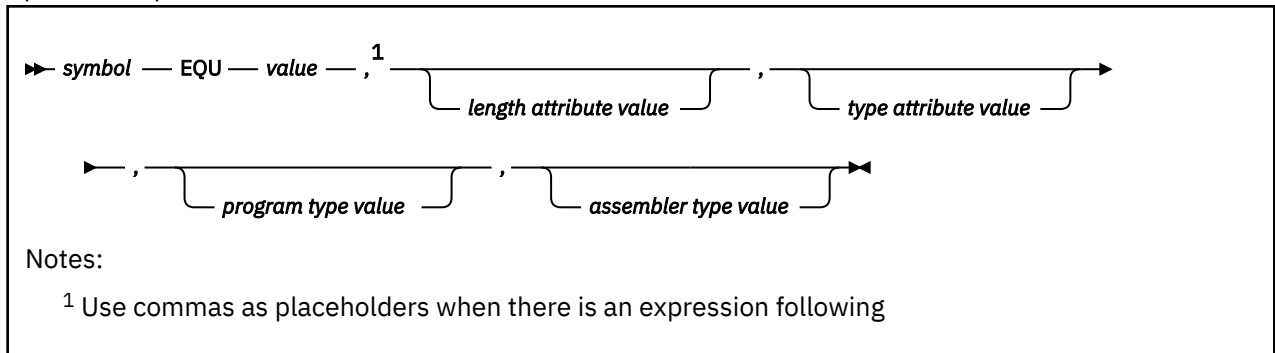 symbol EQU value ,1 length attribute value , type attribute value
, program type value , assembler type value
Notes:
1 Use commas as placeholders when there is an expression following